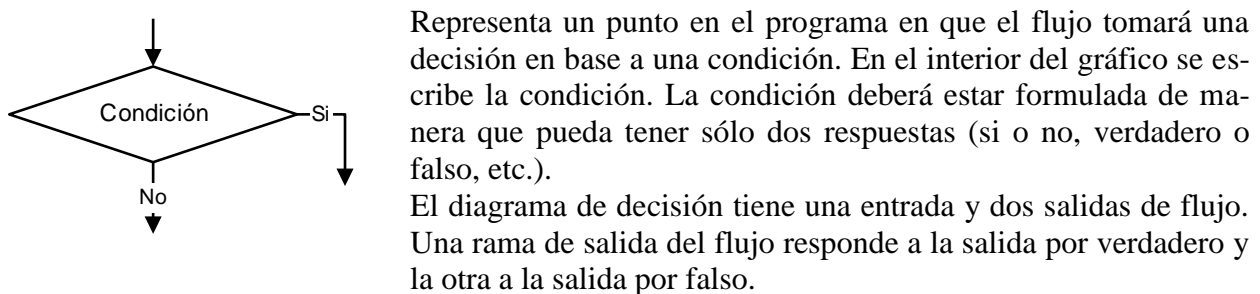 Condición
Si
No
Representa un punto en el programa en que el flujo tomará una
decisión en base a una condición. En el interior del gráfico se es-
cribe la condición. La condición deberá estar formulada de ma-
nera que pueda tener sólo dos respuestas (si o no, verdadero o
falso, etc.).
El diagrama de decisión tiene una entrada y dos salidas de flujo.
Una rama de salida del flujo responde a la salida por verdadero y
la otra a la salida por falso.